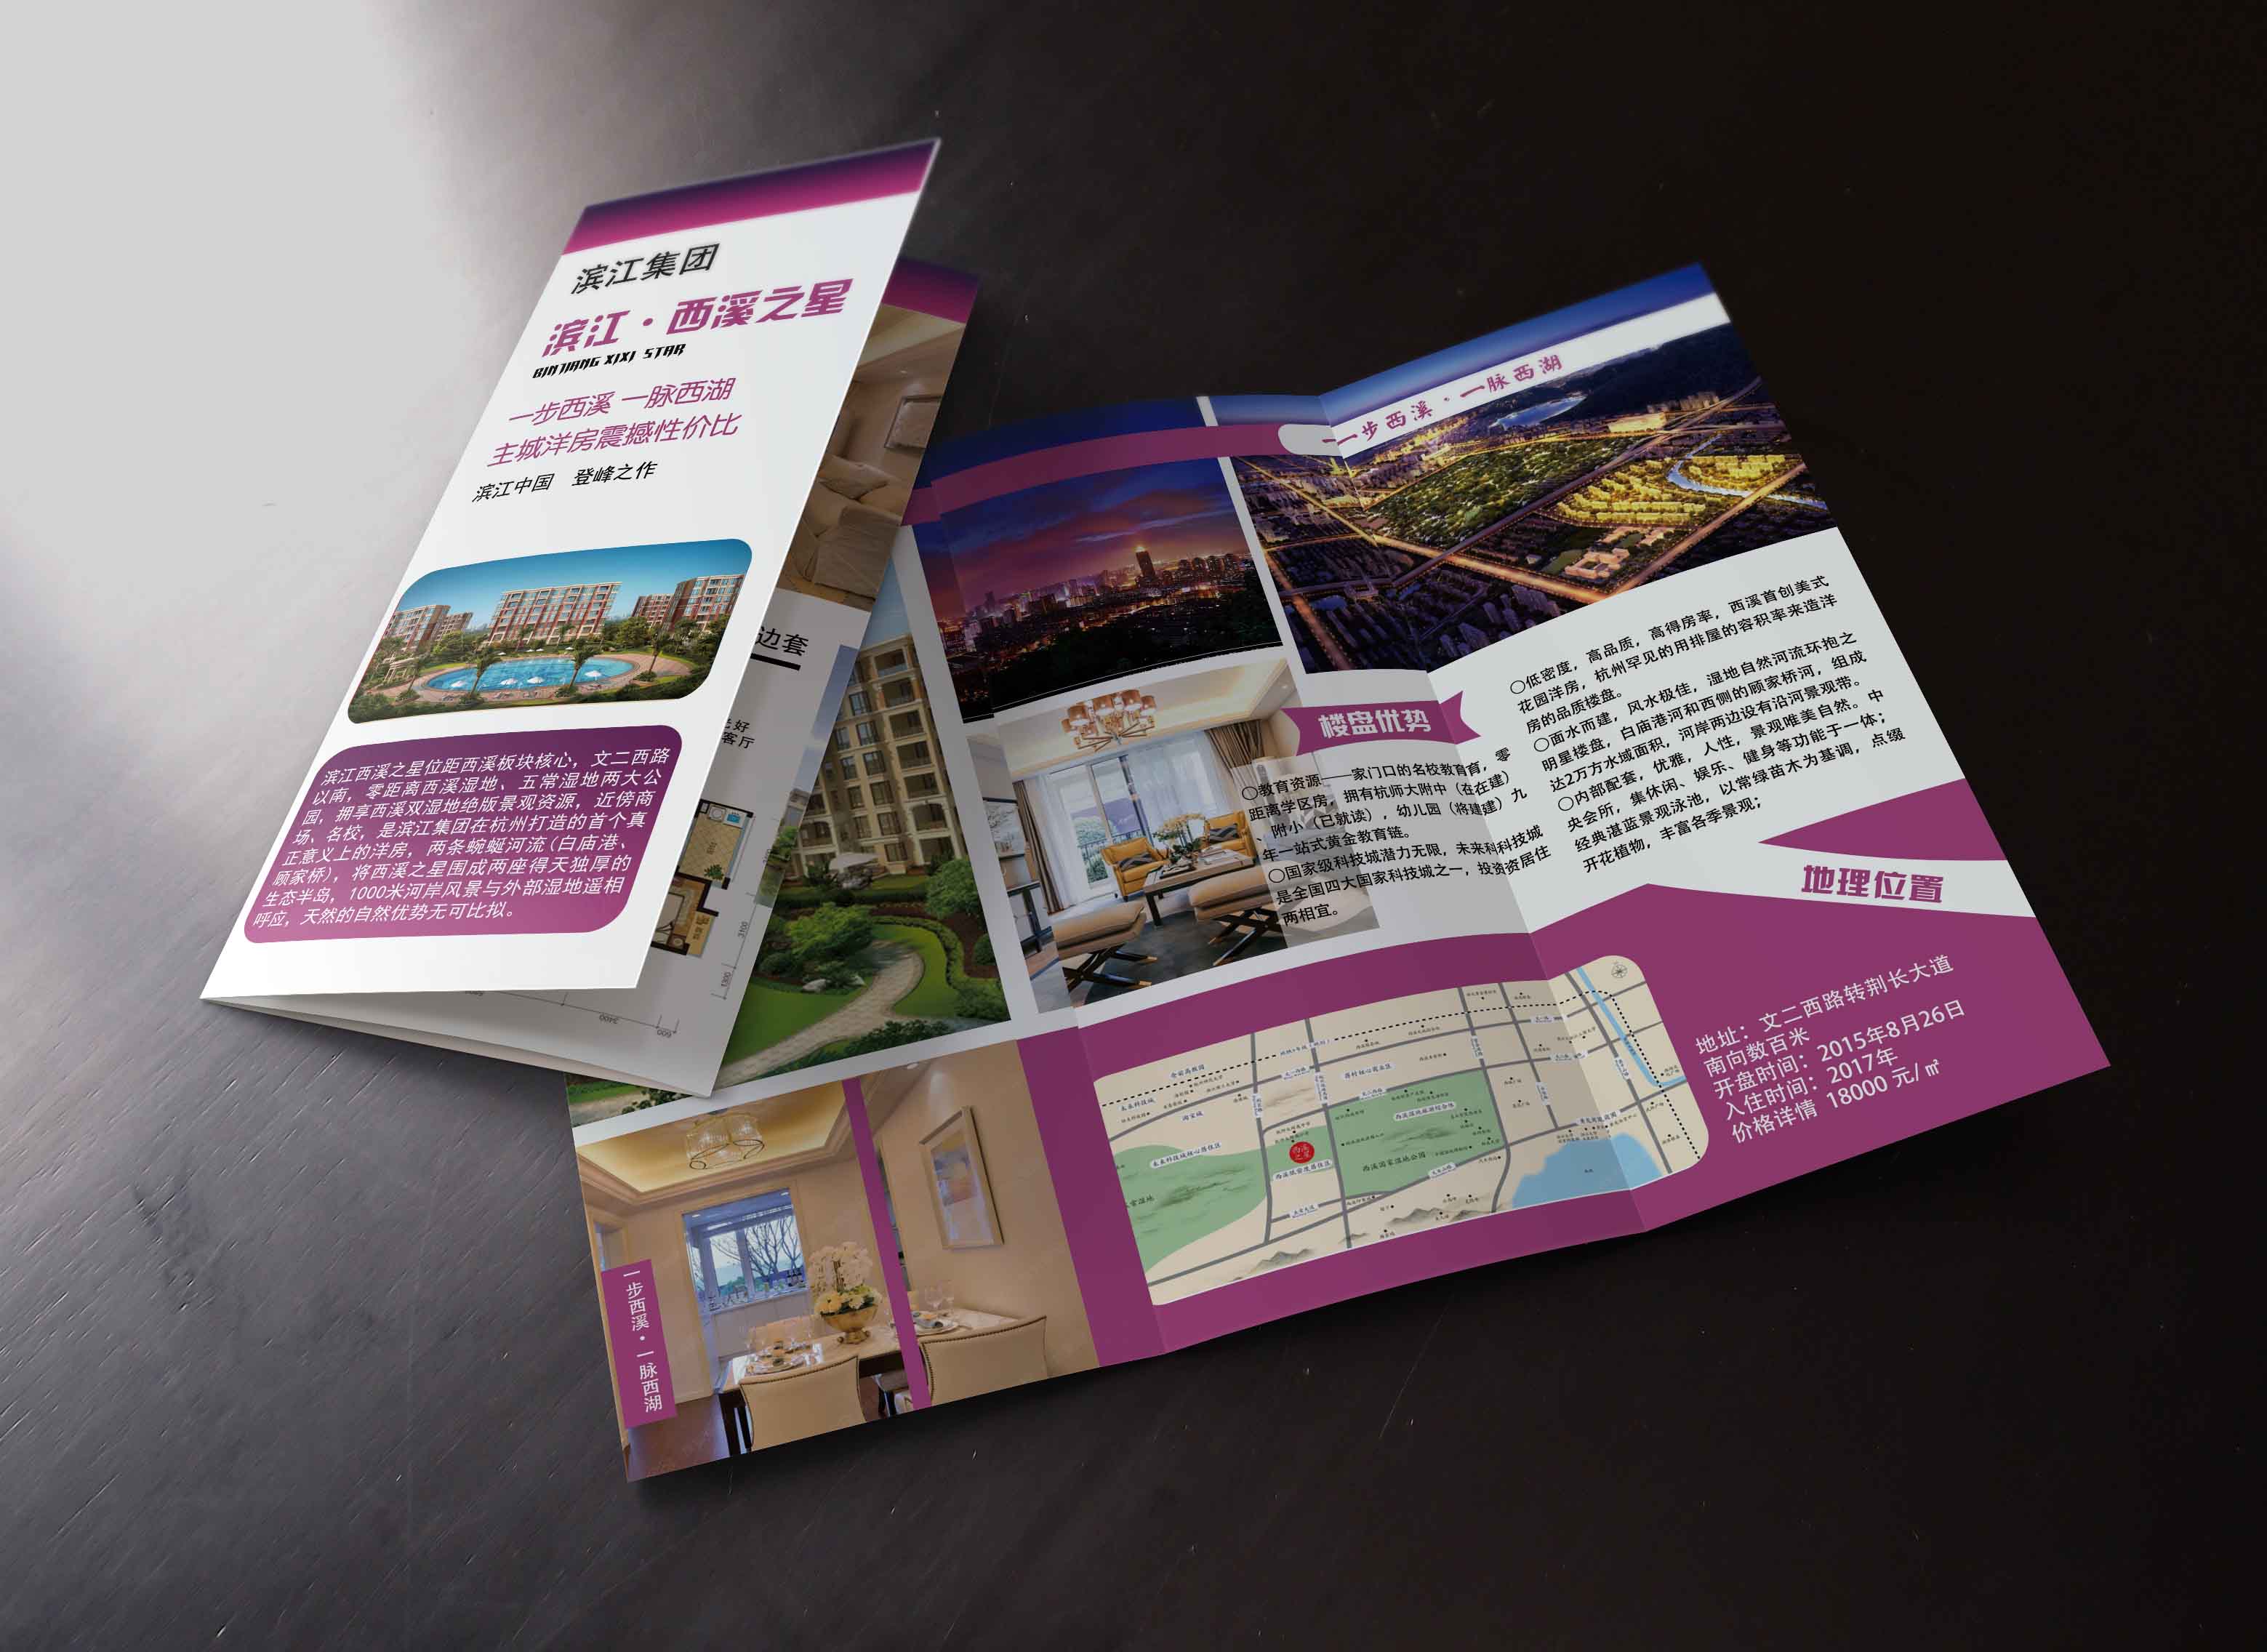 滨江集团
滨江·西溪之星
BINJIANG XIXI STAR
一步西溪 一脉西湖
主城洋房震撼性价比
滨江中国 登峰之作
滨江西溪之星位距西溪板块核心，文二西路
以南，零距离西溪湿地、五常湿地两大公
园，拥享西溪双湿地绝版景观资源，近傍商
场、名校，是滨江集团在杭州打造的首个真
正意义上的洋房，两条蜿蜒河流(白庙港、
顾家桥)，将西溪之星围成两座得天独厚的
生态半岛，1000米河岸风景与外部湿地遥相
呼应，天然的自然优势无可比拟。
边套
好
客厅
一步西溪·一脉西湖
楼盘优势
○教育资源——家门口的名校教育，零
距离学区房，拥有杭师大附中（在建）
、附小（已就读），幼儿园（将建）九
年一站式黄金教育链。
○国家级科技城潜力无限，未来科技城
是全国四大国家科技城之一，投资居住
两相宜。
○低密度，高品质，高得房率，西溪首创美式
花园洋房，杭州罕见的用排屋的容积率来造洋
房的品质楼盘。
○面水而建，风水极佳，湿地自然河流环抱之
明星楼盘，白庙港河和西侧的顾家桥河，组成
达2万方水域面积，河岸两边设有沿河景观带。
○内部配套，优雅，人性，景观唯美自然。中
央会所，集休闲、娱乐、健身等功能于一体；
经典湛蓝景观泳池，以常绿苗木为基调，点缀
开花植物，丰富各季景观；
地理位置
地址：文二西路转荆长大道
南向数百米
开盘时间：2015年8月26日
入住时间：2017年
价格详情 18000 元/㎡
未来科技城
西溪国家湿地公园
西溪之星
一步西溪·一脉西湖